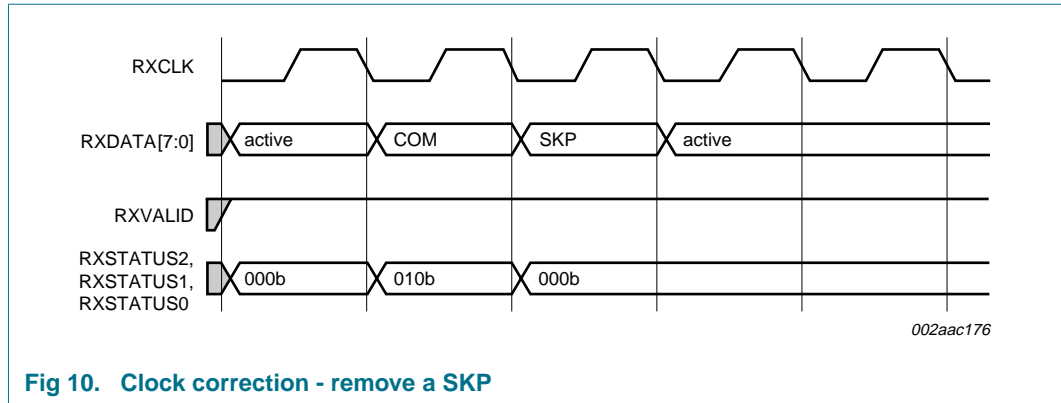 RXCLK
RXDATA[7:0]
active
COM
SKP
active
RXVALID
RXSTATUS2,
RXSTATUS1,
RXSTATUS0
000b
010b
000b
002aac176
Fig 10. Clock correction - remove a SKP